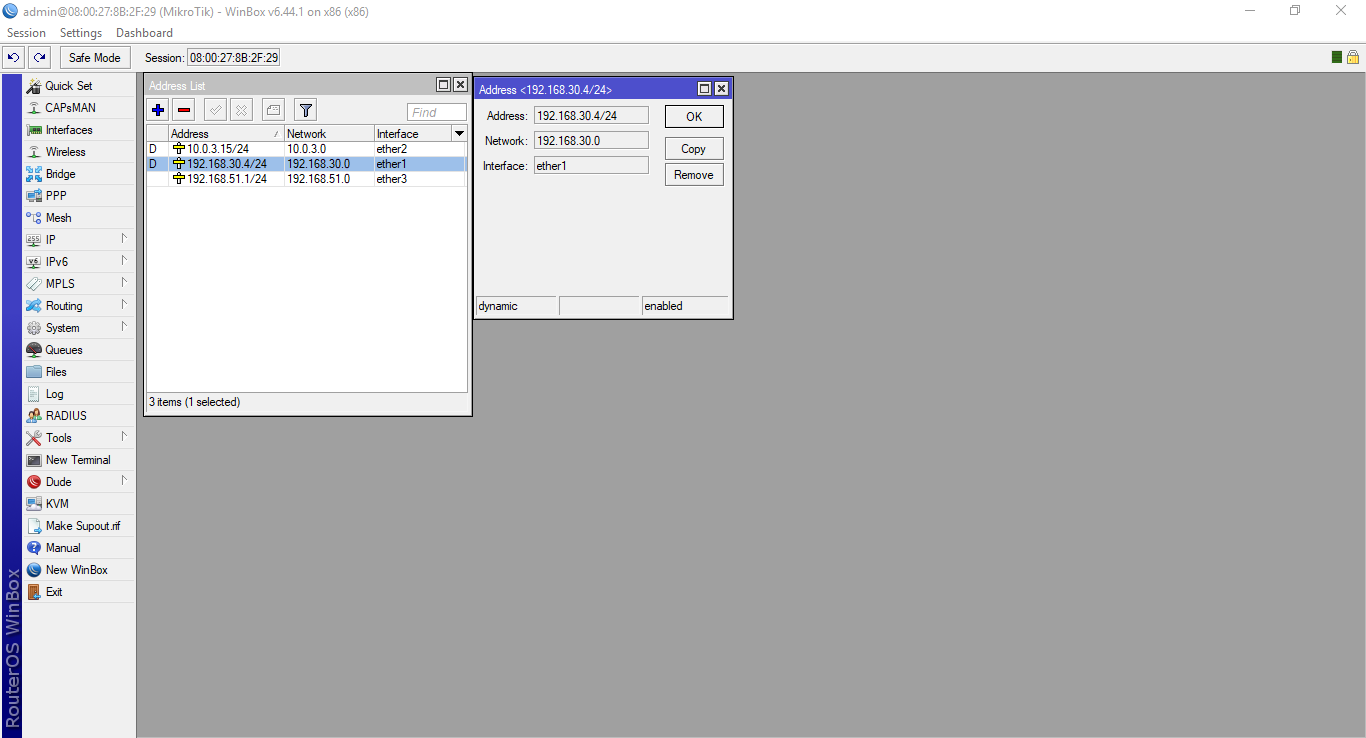 admin@08:00:27:8B:2F:29 (MikroTik) - WinBox v6.44.1 on x86 (x86)
Session Settings Dashboard
Safe Mode Session: 08:00:27:8B:2F:29
Quick Set
CAPsMAN
Interfaces
Wireless
Bridge
PPP
Mesh
255 IP
v6 IPv6
MPLS
Routing
System
Queues
Files
Log
RADIUS
Tools
New Terminal
Dude
KVM
Make Supout.rif
Manual
New WinBox
Exit
RouterOS WinBox
Address List
Find
Address Network Interface
D 10.0.3.15/24 10.0.3.0 ether2
D 192.168.30.4/24 192.168.30.0 ether1
192.168.51.1/24 192.168.51.0 ether3
3 items (1 selected)
Address <192.168.30.4/24>
Address: 192.168.30.4/24 OK
Network: 192.168.30.0 Copy
Interface: ether1 Remove
dynamic enabled